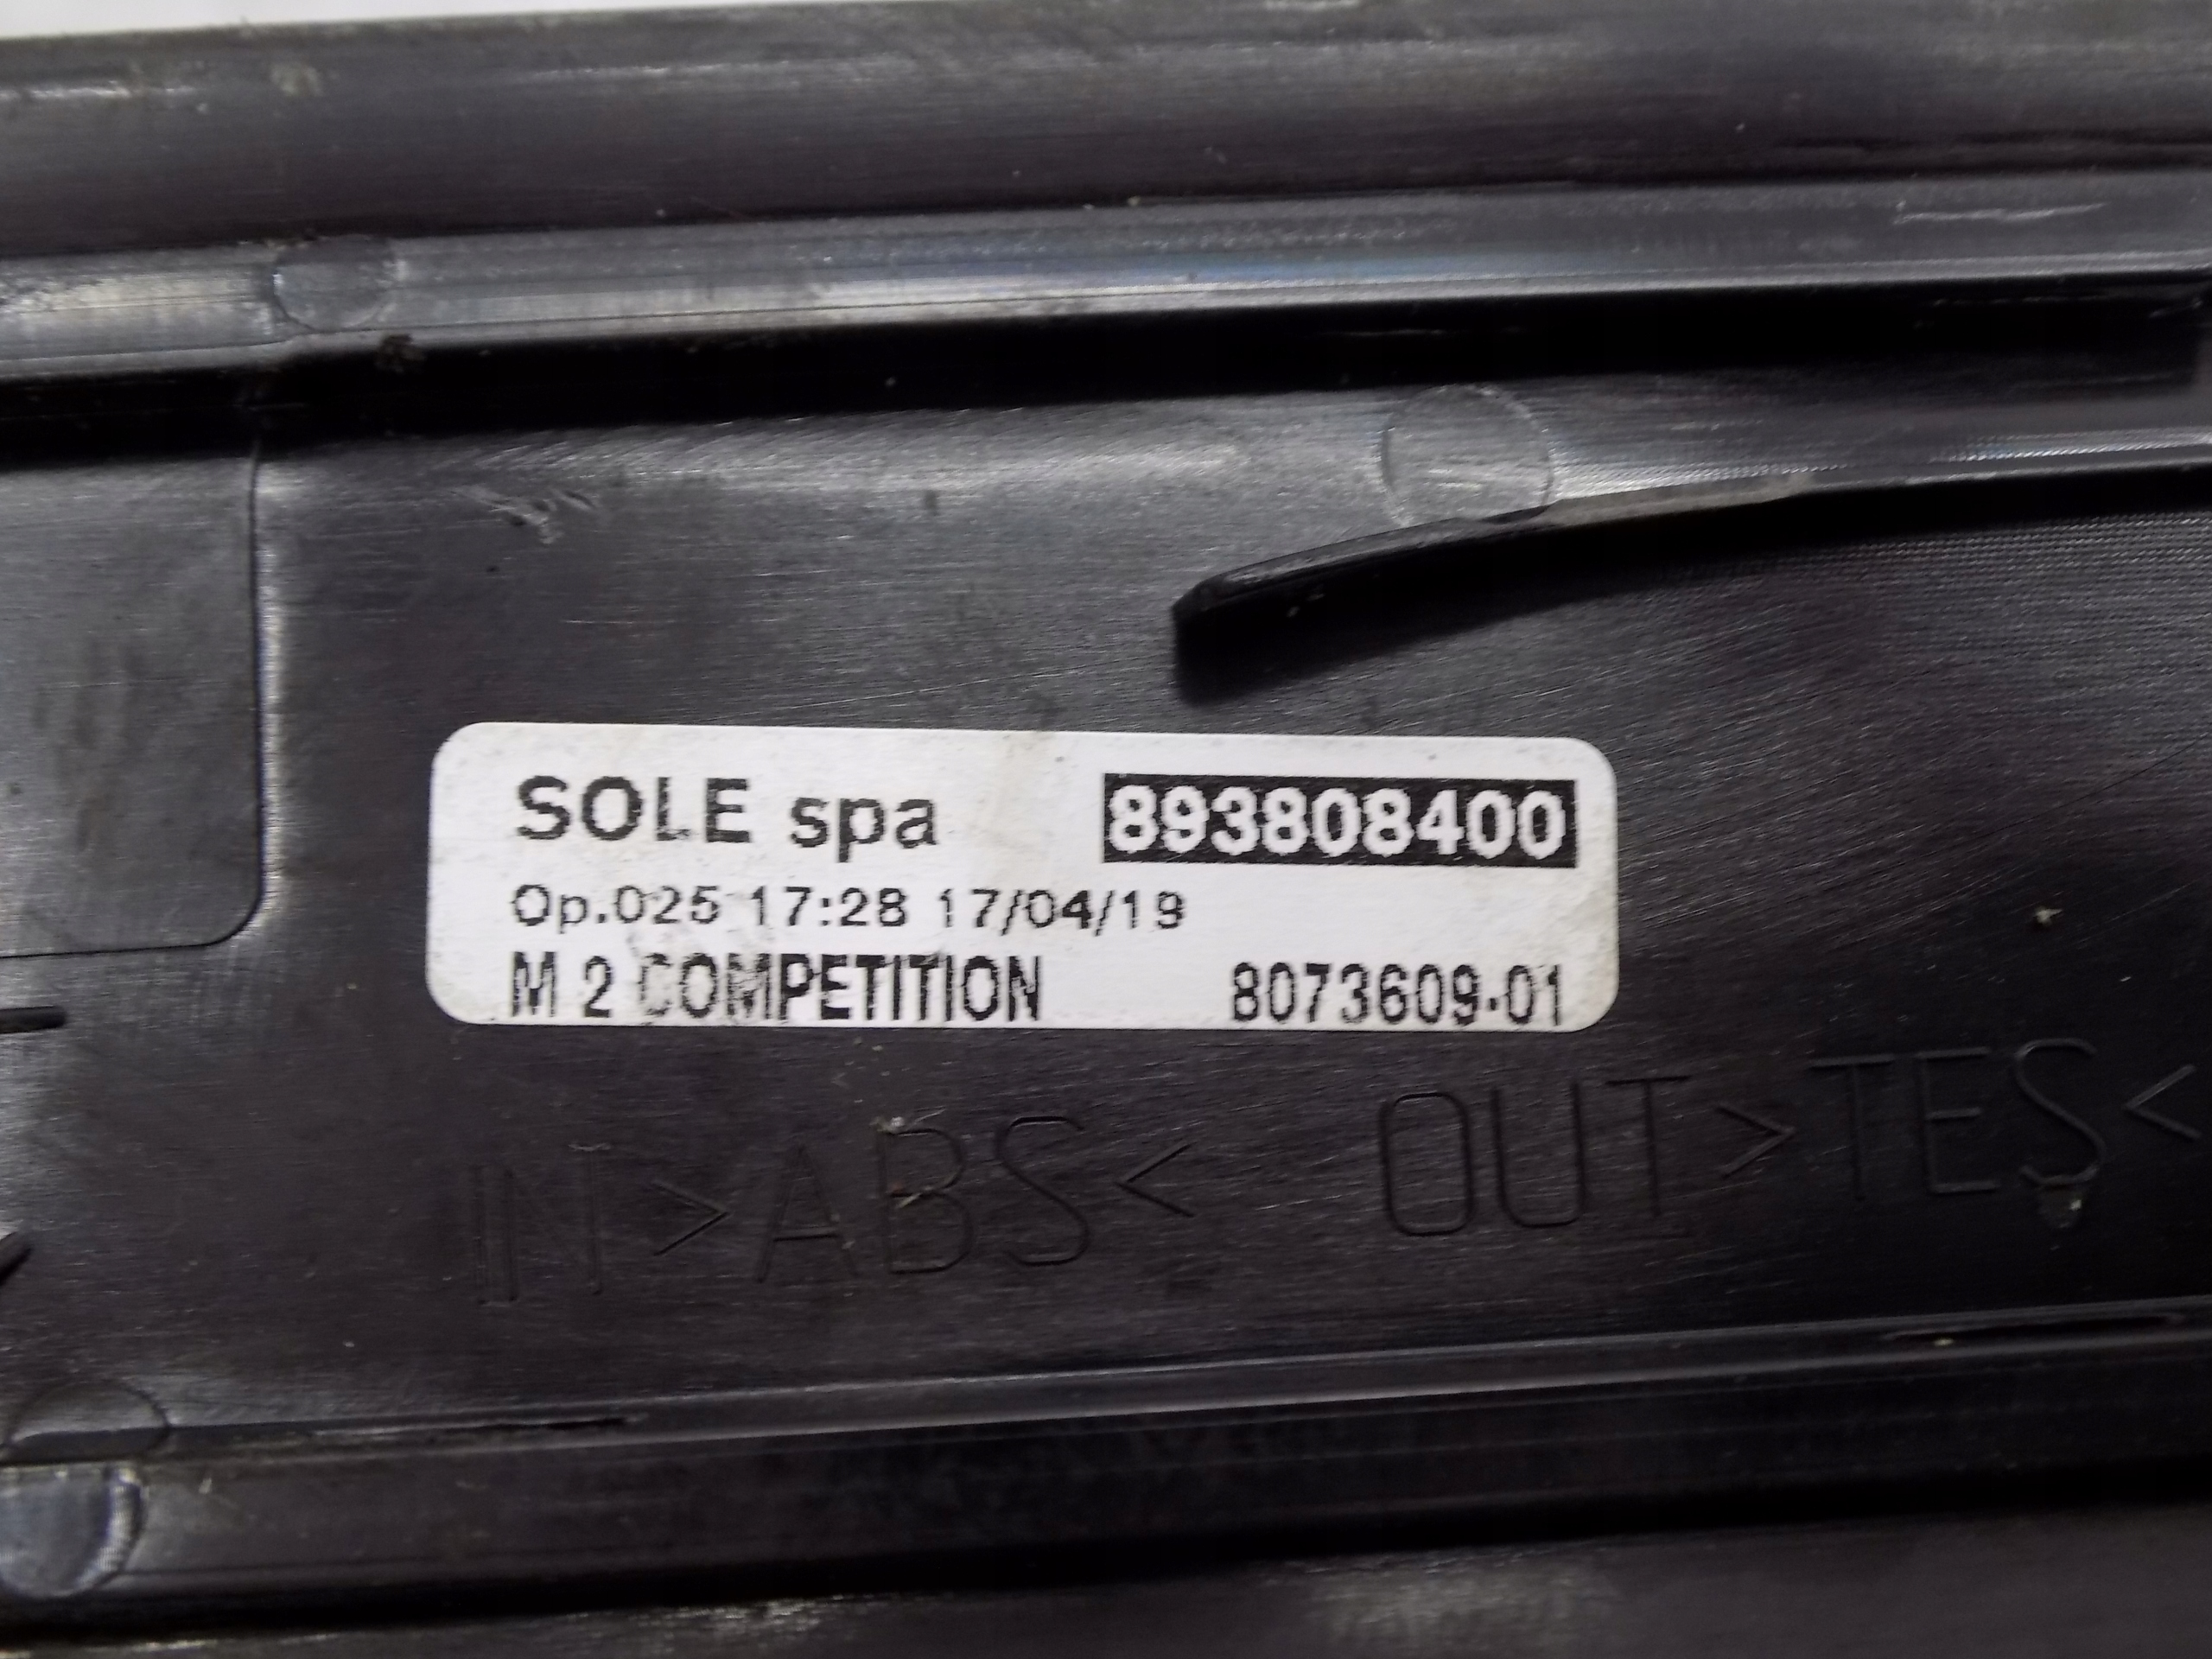 SOLE spa 893808400
Op.025 17:28 17/04/19
M 2 COMPETITION 8073609-01
IN >ABS< OUT >TES<